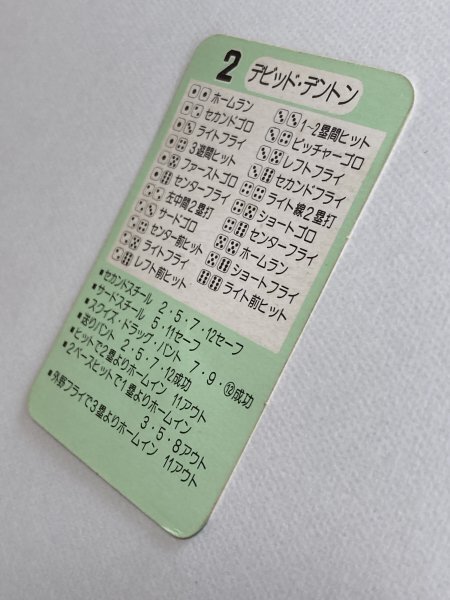 2 デビッド・デントン
ホームラン
セカンドゴロ
ライトフライ
3遊間ヒット
ファーストゴロ
センターフライ
左中間2塁打
サードゴロ
センター前ヒット
ライトフライ
レフト前ヒット
1~2塁間ヒット
ピッチャーゴロ
レフトフライ
セカンドフライ
ライト線2塁打
ショートゴロ
センターフライ
ホームラン
ショートフライ
ライト前ヒット
■セカンドスチール 2・5・7・12セーフ
■サードスチール 5・11セーフ
■スクイズ・ドラッグ・バント 7・9・⑫成功
■送りバント 2・5・7・12成功
■ヒットで2塁よりホームイン 11アウト
■2ベースヒットで1塁よりホームイン
3・5・8アウト
■外野フライで3塁よりホームイン 11アウト